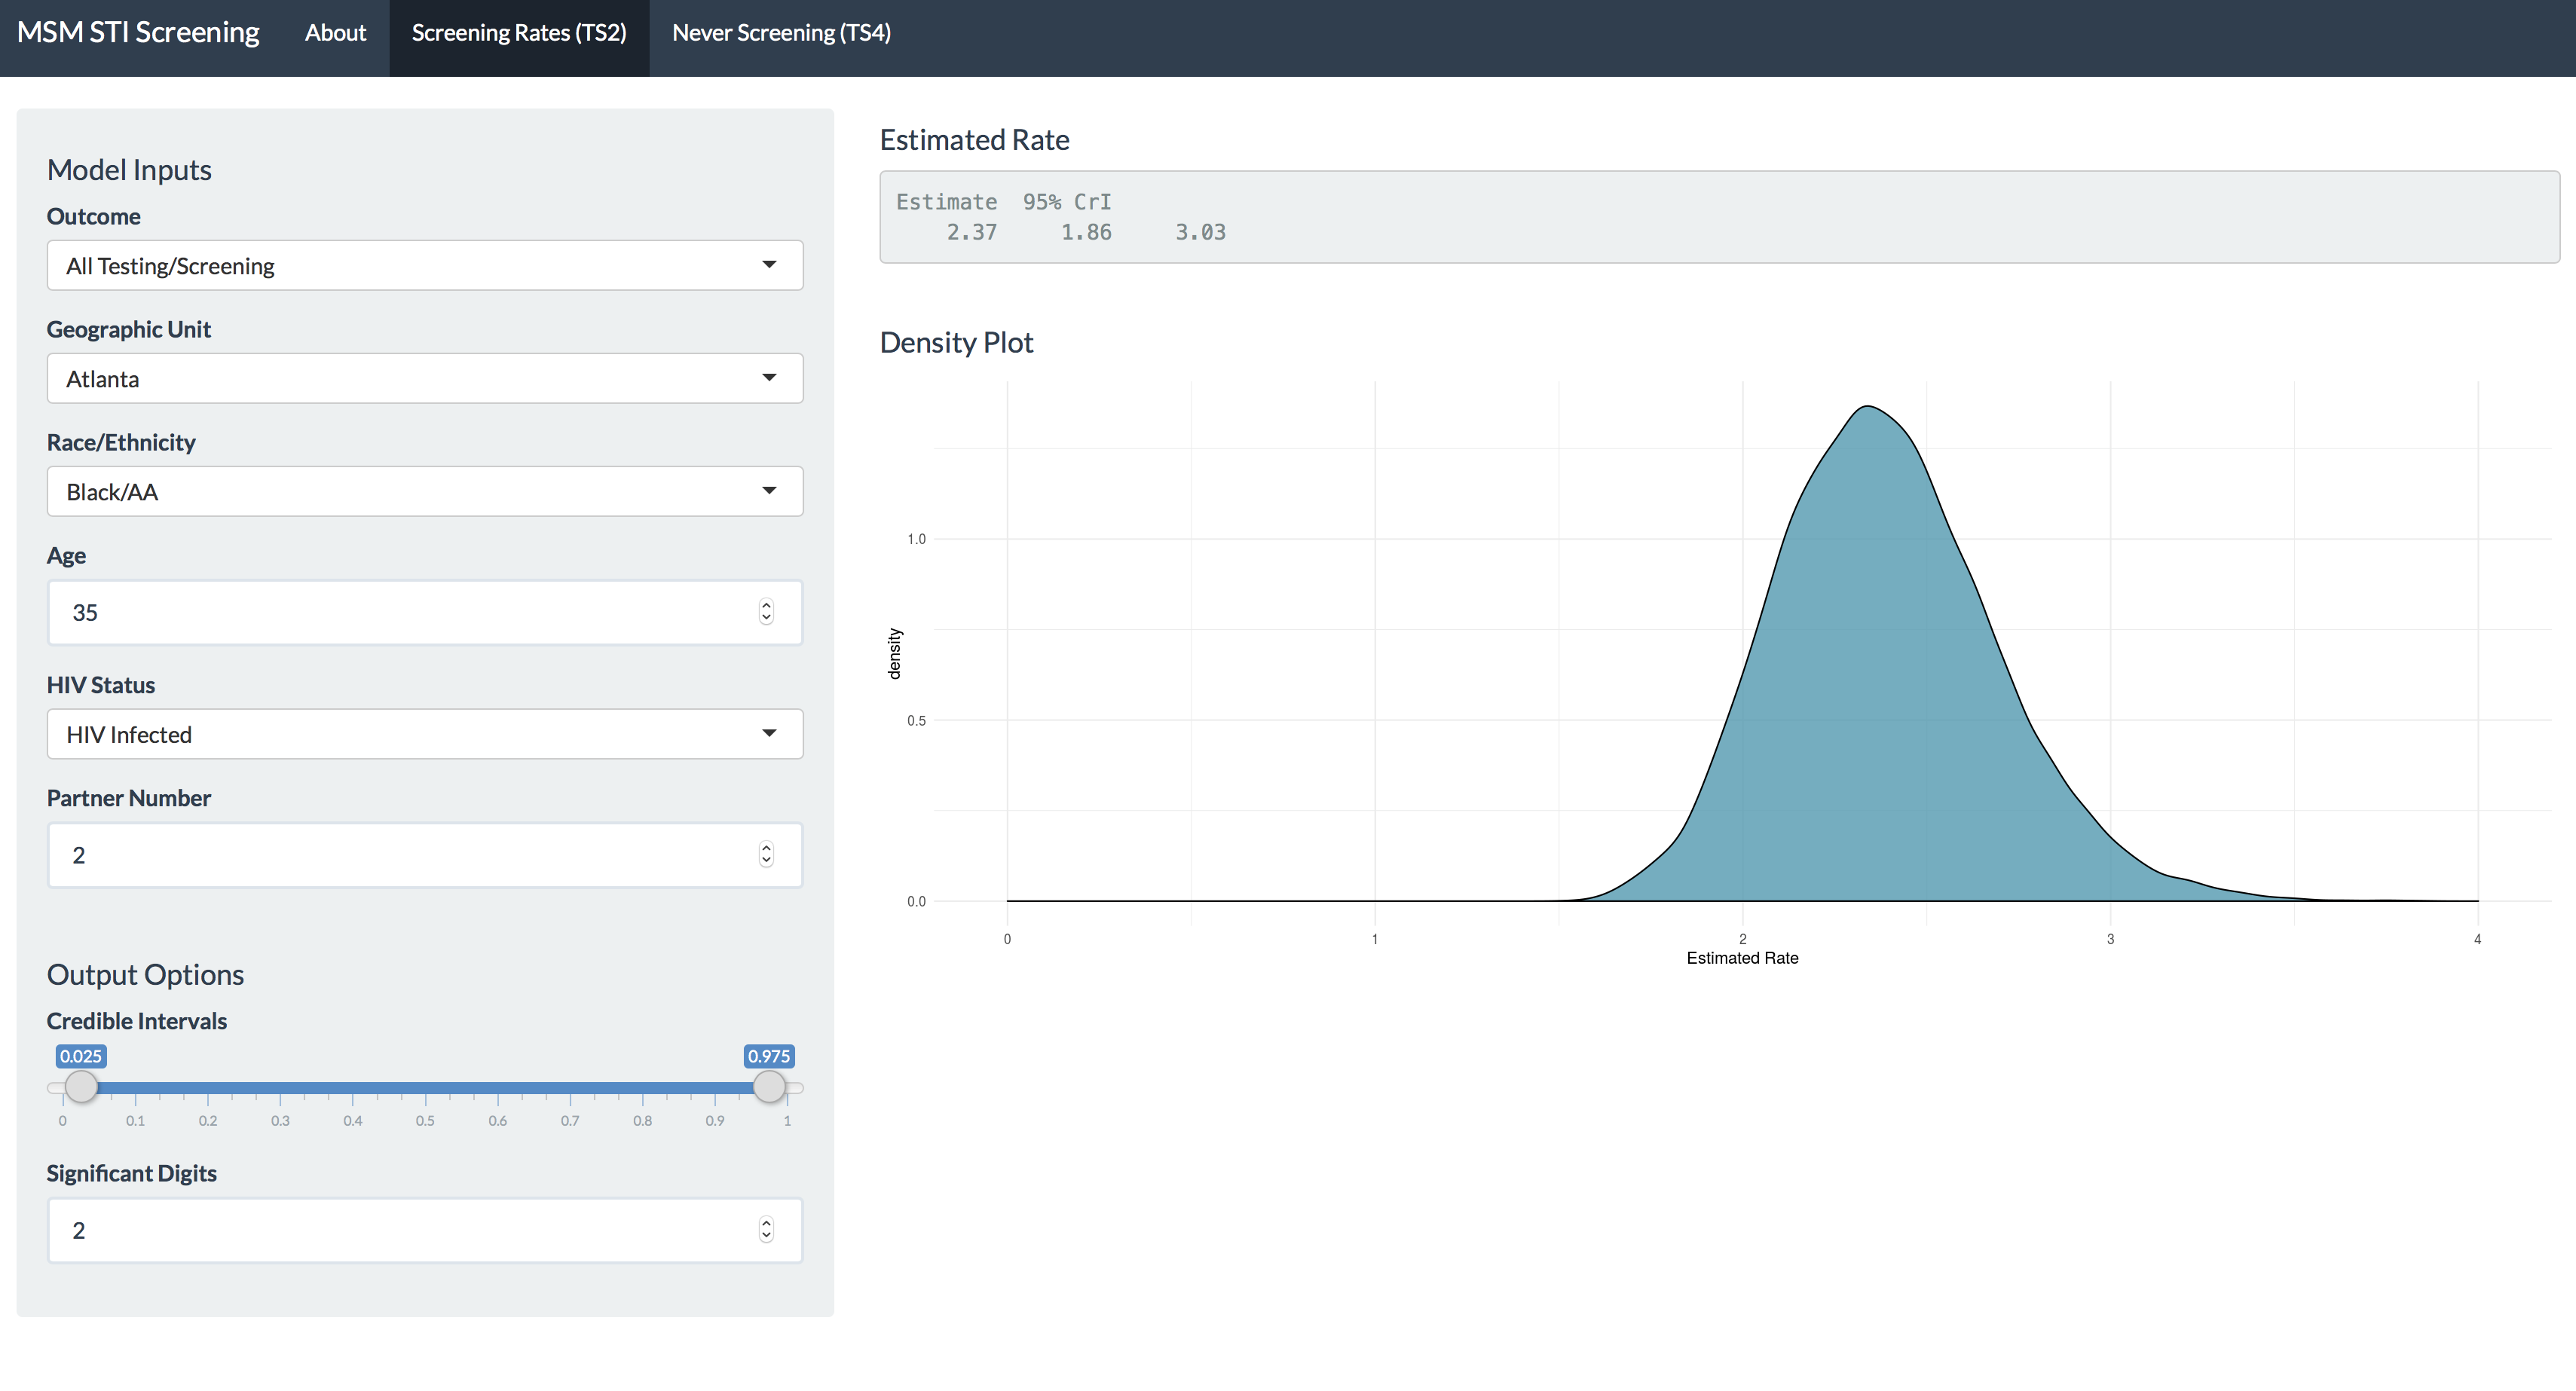 MSM STI Screening About Screening Rates (TS2) Never Screening (TS4)
Model Inputs
Outcome
All Testing/Screening
Geographic Unit
Atlanta
Race/Ethnicity
Black/AA
Age
35
HIV Status
HIV Infected
Partner Number
2
Output Options
Credible Intervals
0.025 0.975
0 0.1 0.2 0.3 0.4 0.5 0.6 0.7 0.8 0.9 1
Significant Digits
2
Estimated Rate
Estimate 95% CrI
2.37 1.86 3.03
Density Plot
density
1.0
0.5
0.0
0 1 2 3 4
Estimated Rate